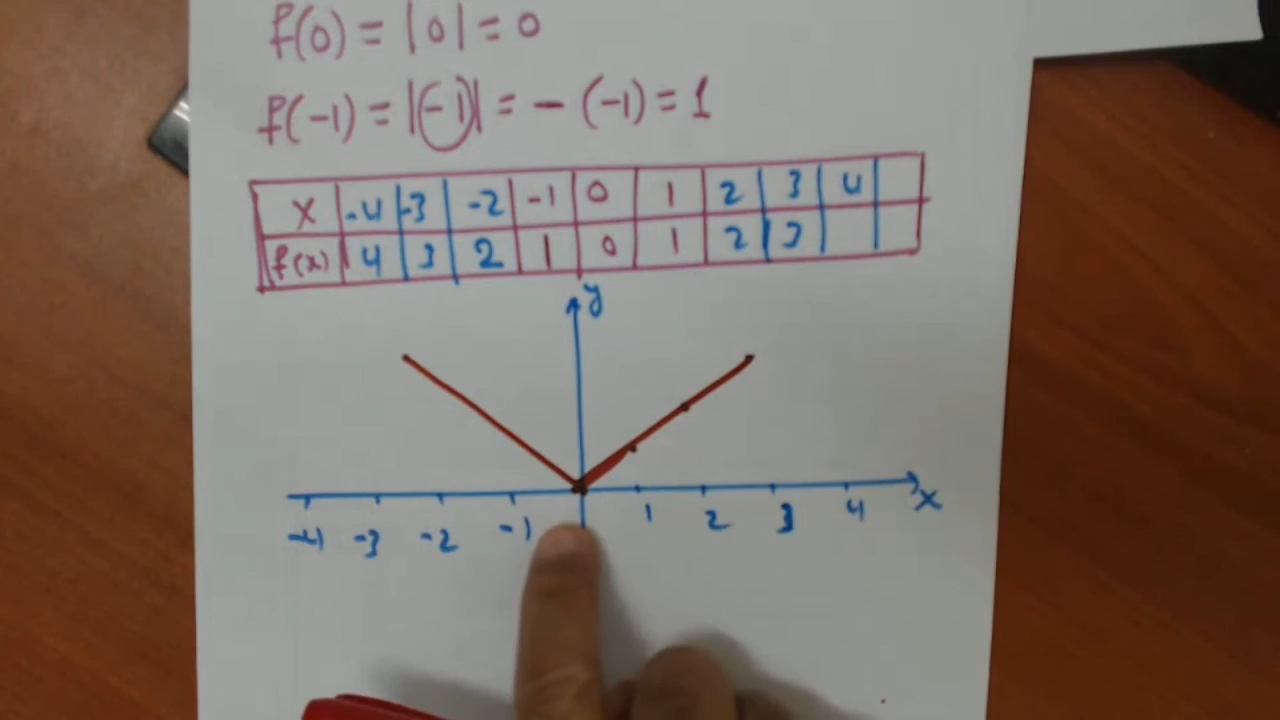 f(0) = |0| = 0
f(-1) = |(-1)| = - (-1) = 1
x -4 -3 -2 -1 0 1 2 3 4
f(x) 4 3 2 1 0 1 2 3
y
x
-4 -3 -2 -1 1 2 3 4